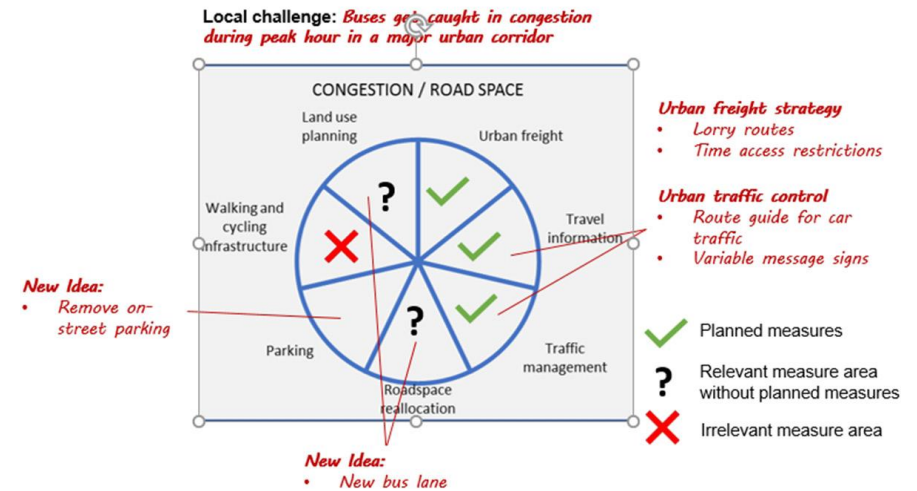 Local challenge: Buses get caught in congestion
during peak hour in a major urban corridor
CONGESTION / ROAD SPACE
Land use
planning
Urban freight
Walking and
cycling
infrastructure
?
Travel
information
Parking
?
Traffic
management
Roadspace
reallocation
Urban freight strategy
• Lorry routes
• Time access restrictions
Urban traffic control
• Route guide for car
traffic
• Variable message signs
New Idea:
• Remove on-
street parking
New Idea:
• New bus lane
Planned measures
? Relevant measure area
without planned measures
Irrelevant measure area